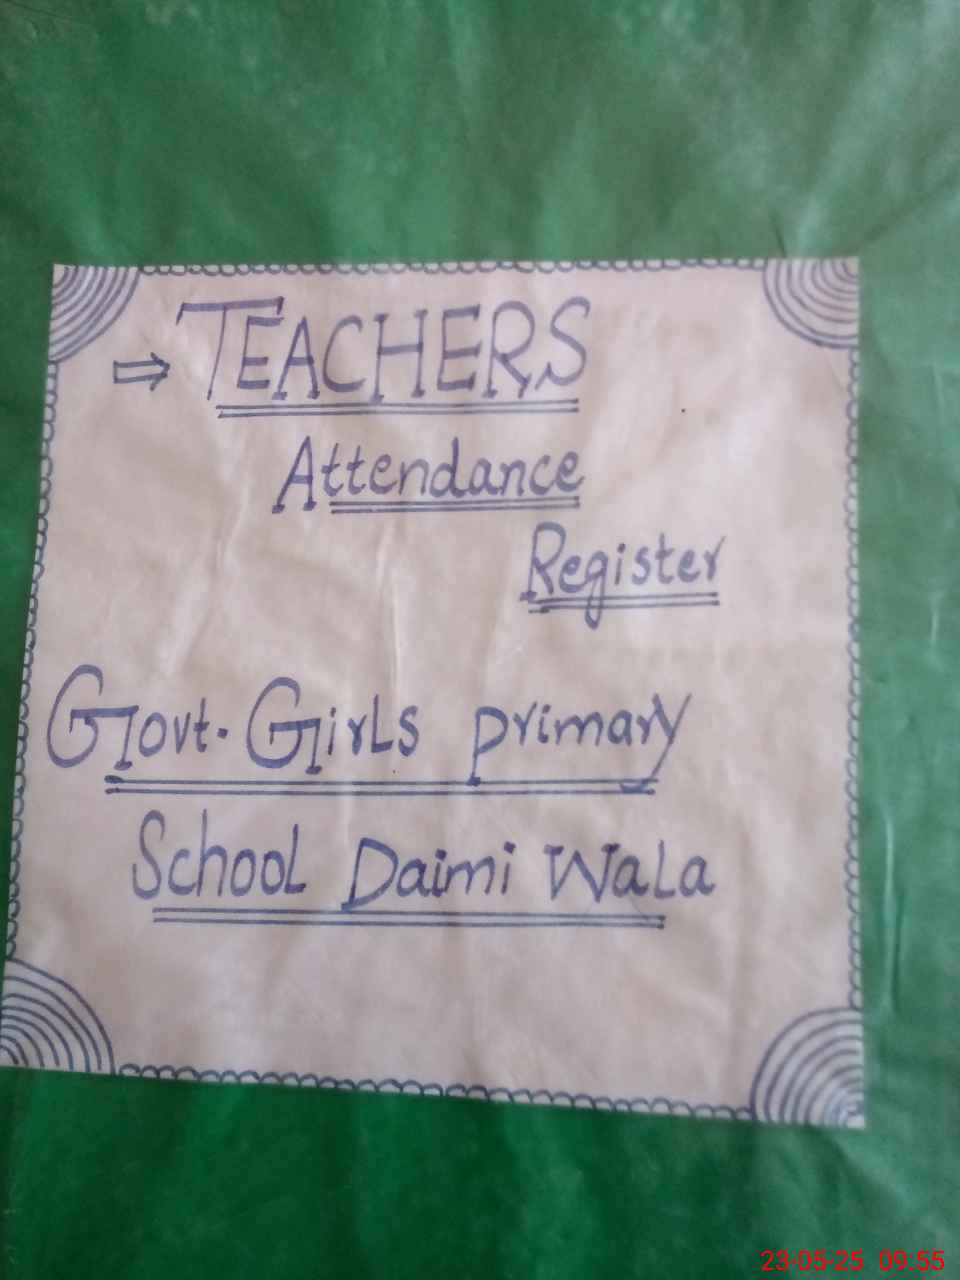 ⇒ TEACHERS
Attendance
Register
Govt. Girls primary
School Daimi Wala
23-05-25 09:55